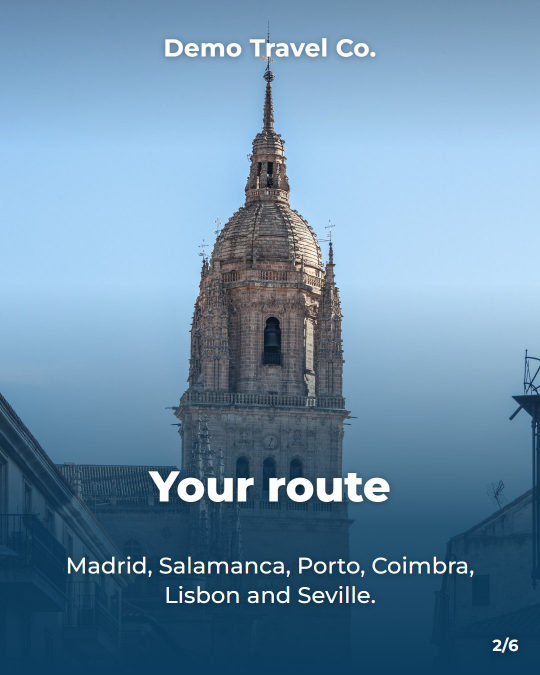 Demo Travel Co.
Your route
Madrid, Salamanca, Porto, Coimbra,
Lisbon and Seville.
2/6